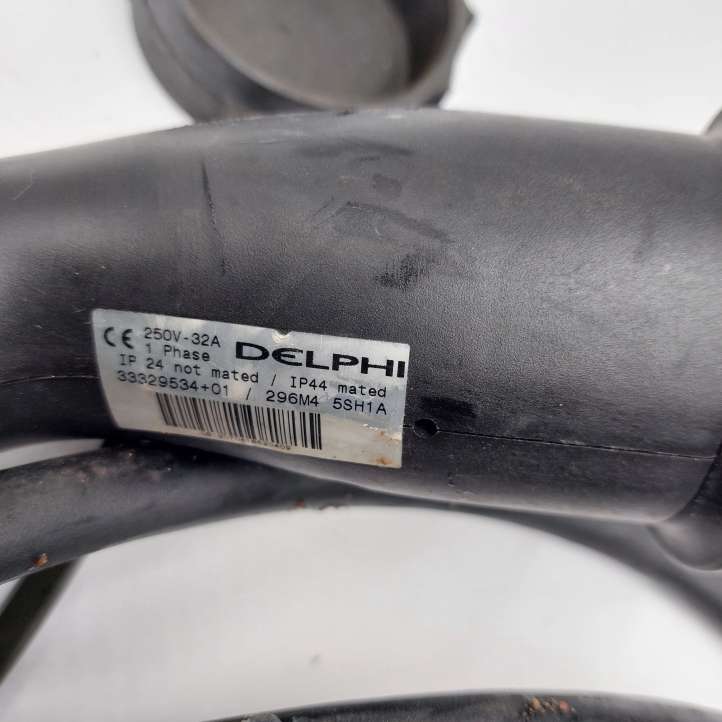 CE 250V-32A DELPHI
1 Phase
IP 24 not mated / IP44 mated
33329534+01 / 296M4 5SH1A